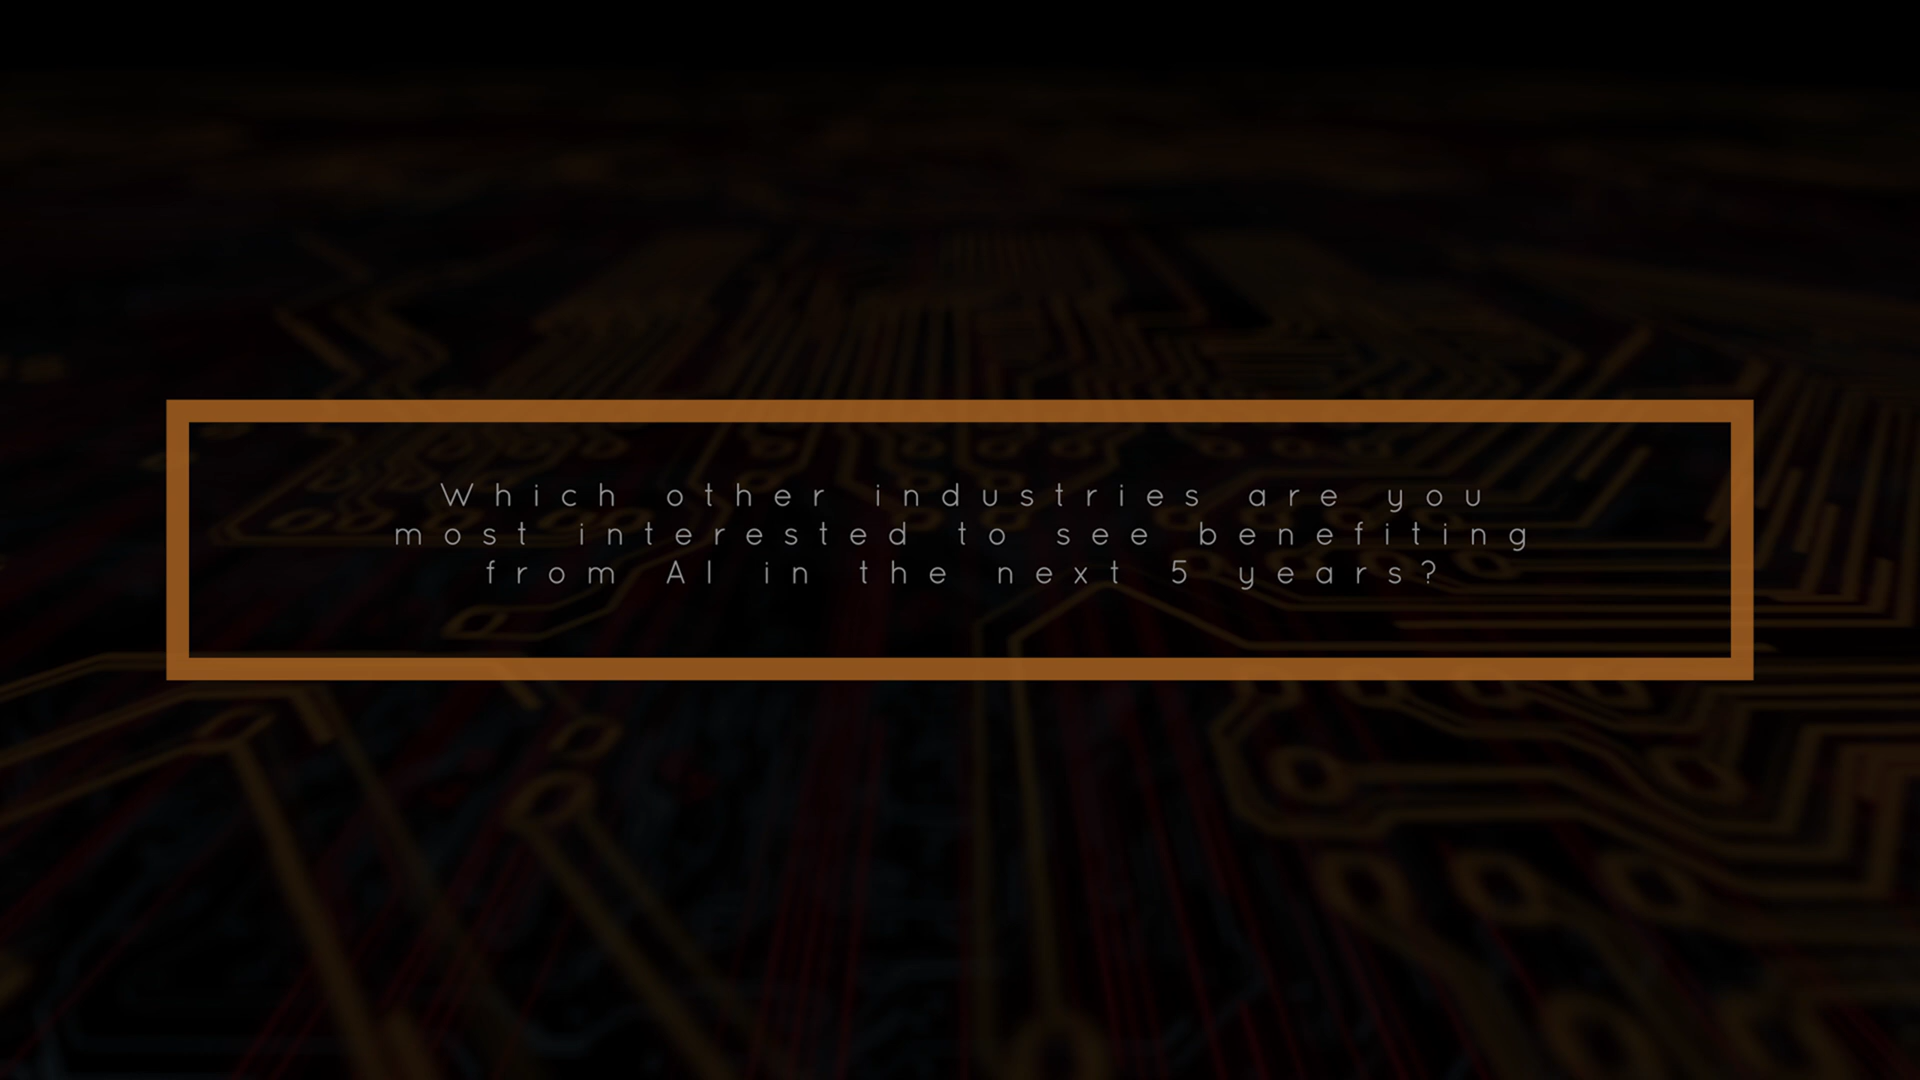 Which other industries are you
most interested to see benefiting
from AI in the next 5 years?